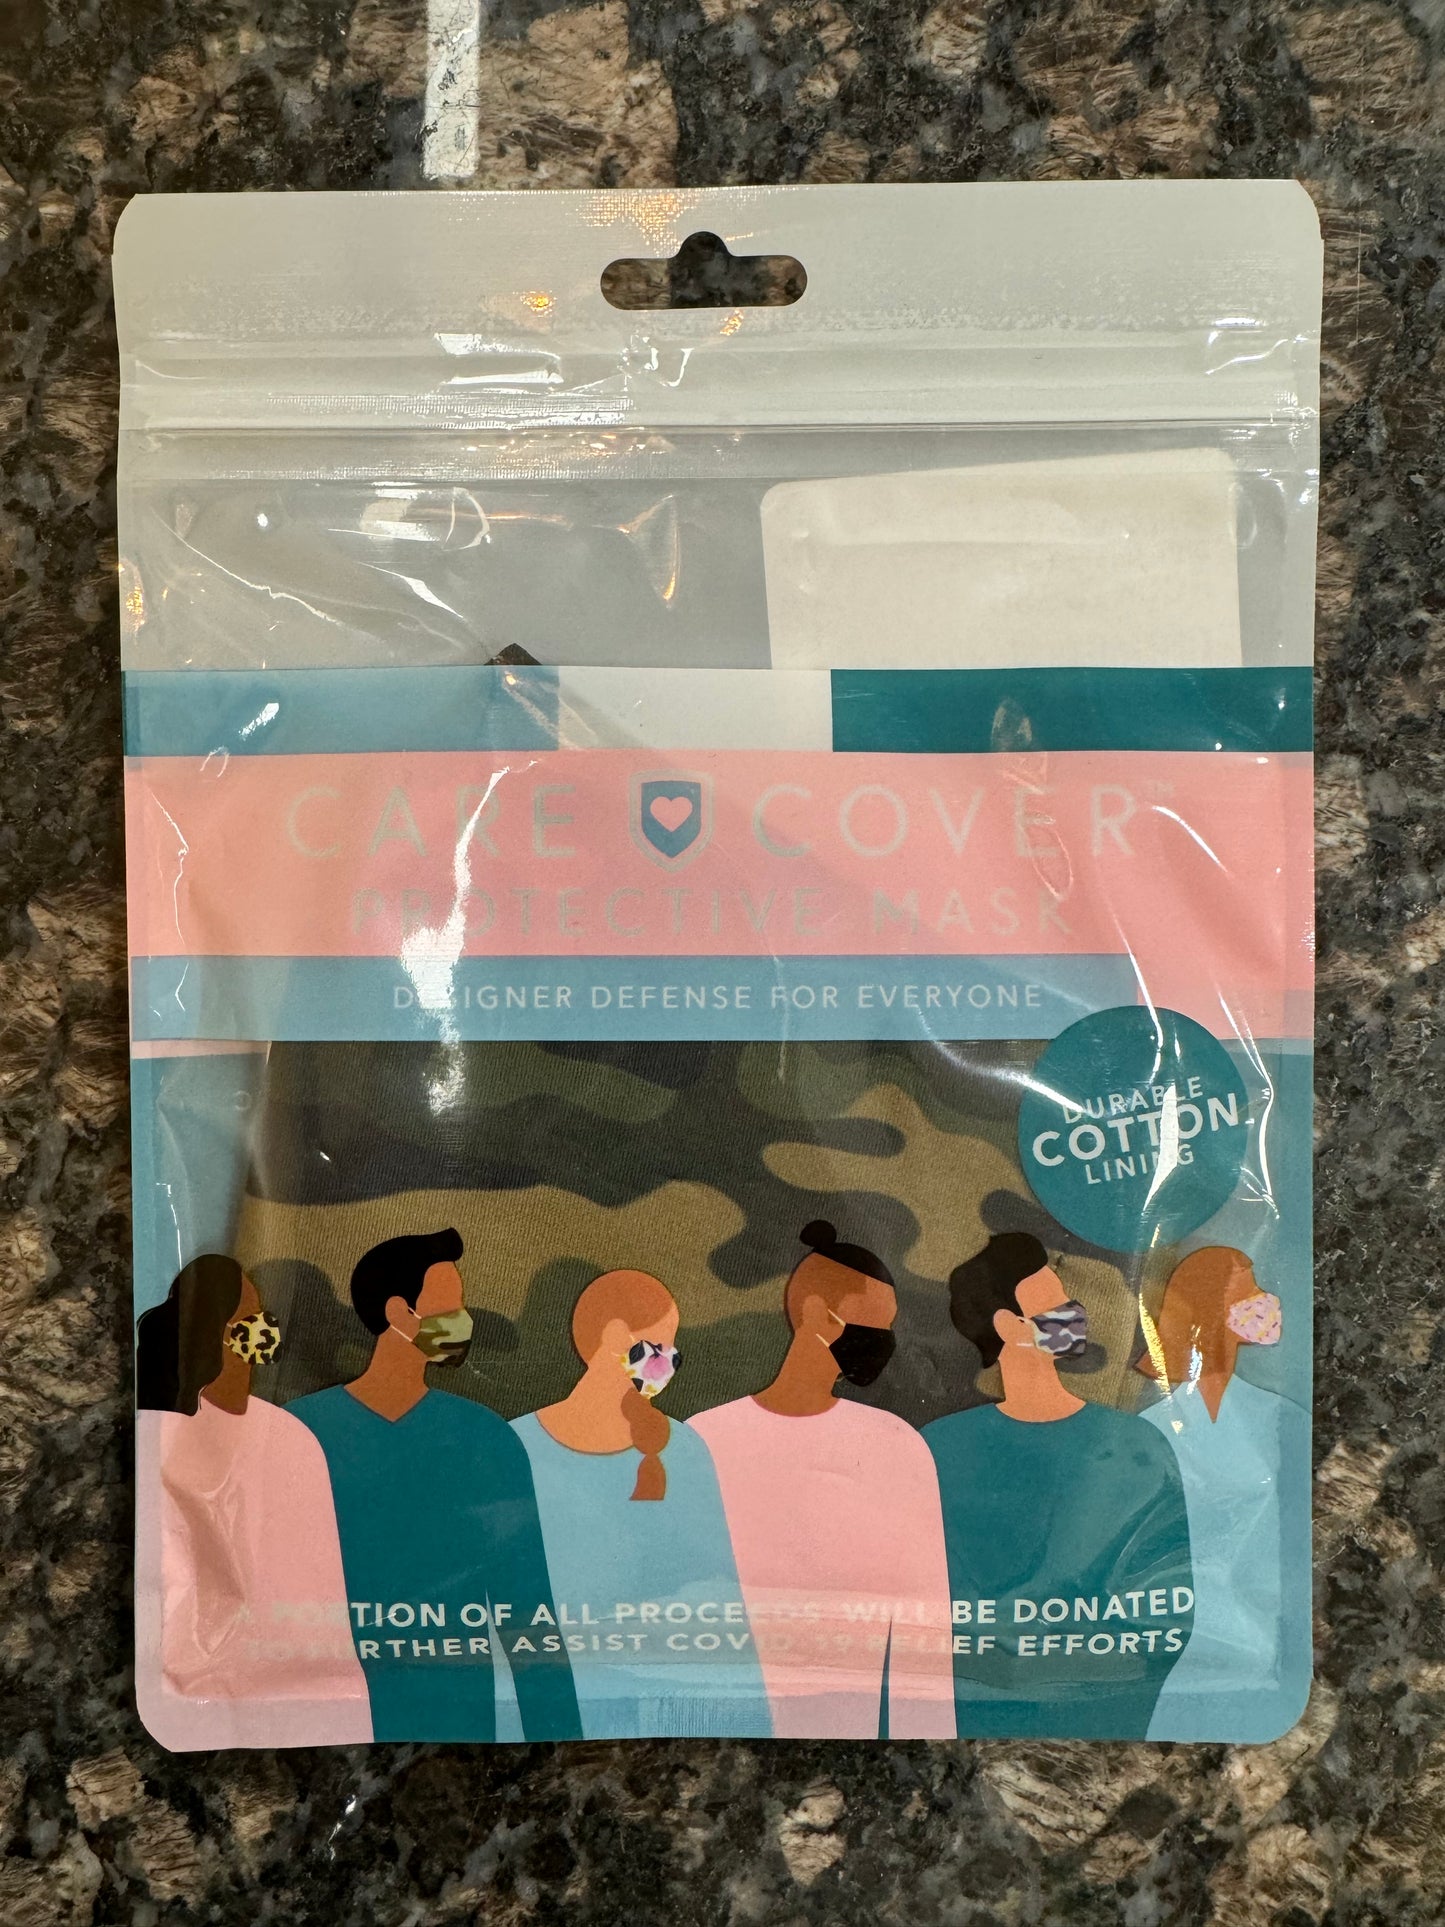 CARE COVER™
PROTECTIVE MASK
DESIGNER DEFENSE FOR EVERYONE
DURABLE
COTTON
LINING
A PORTION OF ALL PROCEEDS WILL BE DONATED
TO FURTHER ASSIST COVID-19 RELIEF EFFORTS